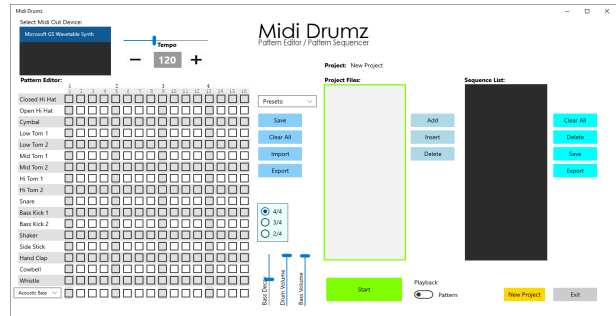 Midi Drumz
Select Midi Out Device:
Microsoft GS Wavetable Synth
Tempo
120
Midi Drumz
Pattern Editor / Pattern Sequencer
Project: New Project
Pattern Editor:
1 2 3 4
1 2 3 4 5 6 7 8 9 10 11 12 13 14 15 16
Closed Hi Hat
Open Hi Hat
Cymbal
Low Tom 1
Low Tom 2
Mid Tom 1
Mid Tom 2
Hi Tom 1
Hi Tom 2
Snare
Bass Kick 1
Bass Kick 2
Shaker
Side Stick
Hand Clap
Cowbell
Whistle
Acoustic Bass
Presets:
Save
Clear All
Import
Export
4/4
3/4
2/4
Bass Decay
Drum Volume
Bass Volume
Project Files:
Add
Insert
Delete
Sequence List:
Clear All
Delete
Save
Export
Start
Playback
Pattern
New Project
Exit